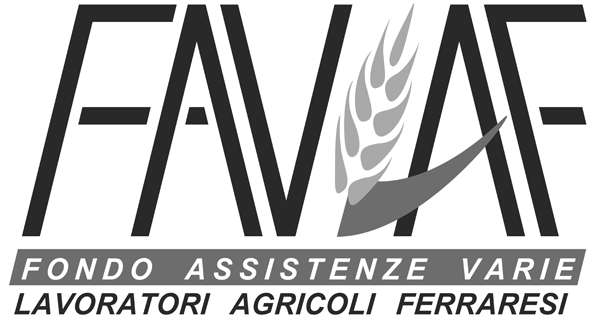 FAVLAF
FONDO ASSISTENZE VARIE
LAVORATORI AGRICOLI FERRARESI